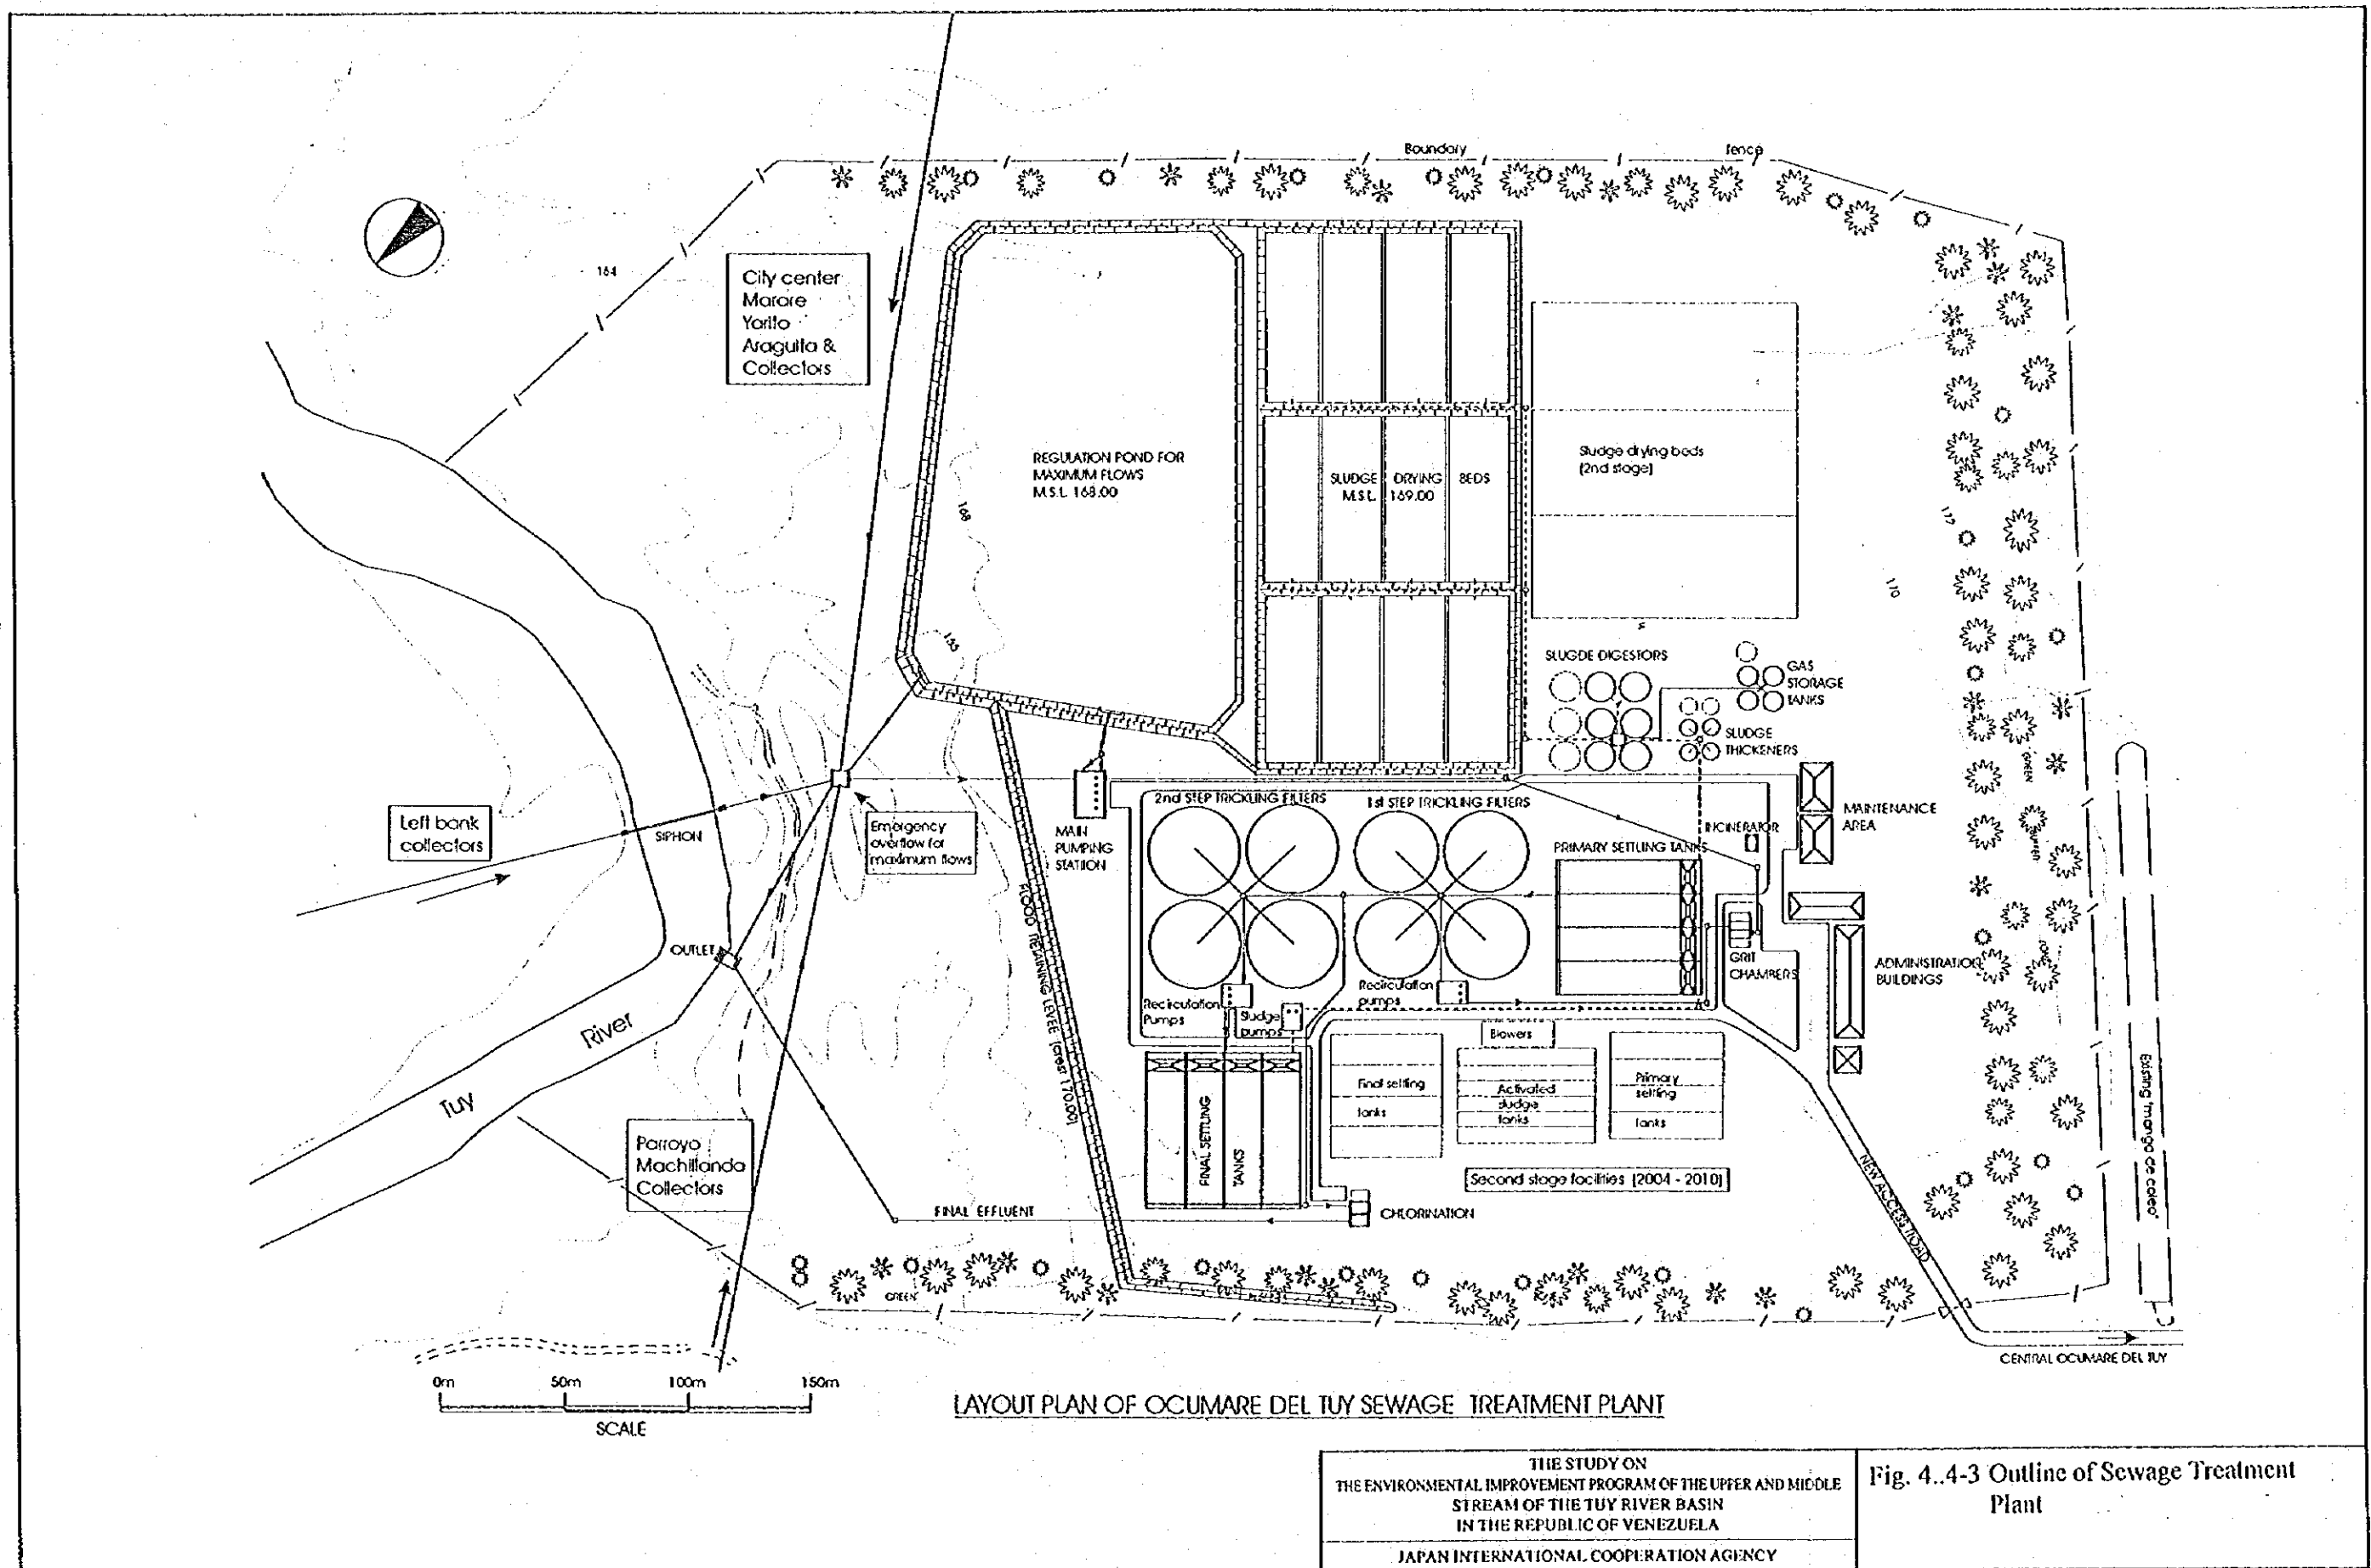 Boundary fence
164
City center
Marare
Yarito
Araguita &
Collectors
REGULATION POND FOR
MAXIMUM FLOWS
M.S.L. 168.00
SLUDGE DRYING BEDS
M.S.L. 169.00
Sludge drying beds
(2nd stage)
168
170
SLUGDE DIGESTORS
GAS
STORAGE
TANKS
SLUDGE
THICKENERS
Left bank
collectors
SIPHON
Emergency
overflow for
maximum flows
MAIN
PUMPING
STATION
2nd STEP TRICKLING FILTERS
1st STEP TRICKLING FILTERS
PRIMARY SETTLING TANKS
INCINERATOR
MAINTENANCE
AREA
GREEN
OUTLET
FLOOD RETAINING LEVEE (crest 170.00)
GRIT
CHAMBERS
ADMINISTRATION
BUILDINGS
Recirculation
Pumps
Sludge
pumps
Recirculation
pumps
Blowers
Final settling
tanks
Activated
sludge
tanks
Primary
settling
tanks
Second stage facilities (2004 - 2010)
FINAL SETTLING
TANKS
Tuy River
Parroyo
Machillanda
Collectors
FINAL EFFLUENT
CHLORINATION
NEW ACCESS ROAD
Existing "manga de coleo"
GREEN
CENTRAL OCUMARE DEL TUY
0m 50m 100m 150m
SCALE
LAYOUT PLAN OF OCUMARE DEL TUY SEWAGE TREATMENT PLANT
THE STUDY ON
THE ENVIRONMENTAL IMPROVEMENT PROGRAM OF THE UPPER AND MIDDLE
STREAM OF THE TUY RIVER BASIN
IN THE REPUBLIC OF VENEZUELA
JAPAN INTERNATIONAL COOPERATION AGENCY
Fig. 4..4-3 Outline of Sewage Treatment
Plant